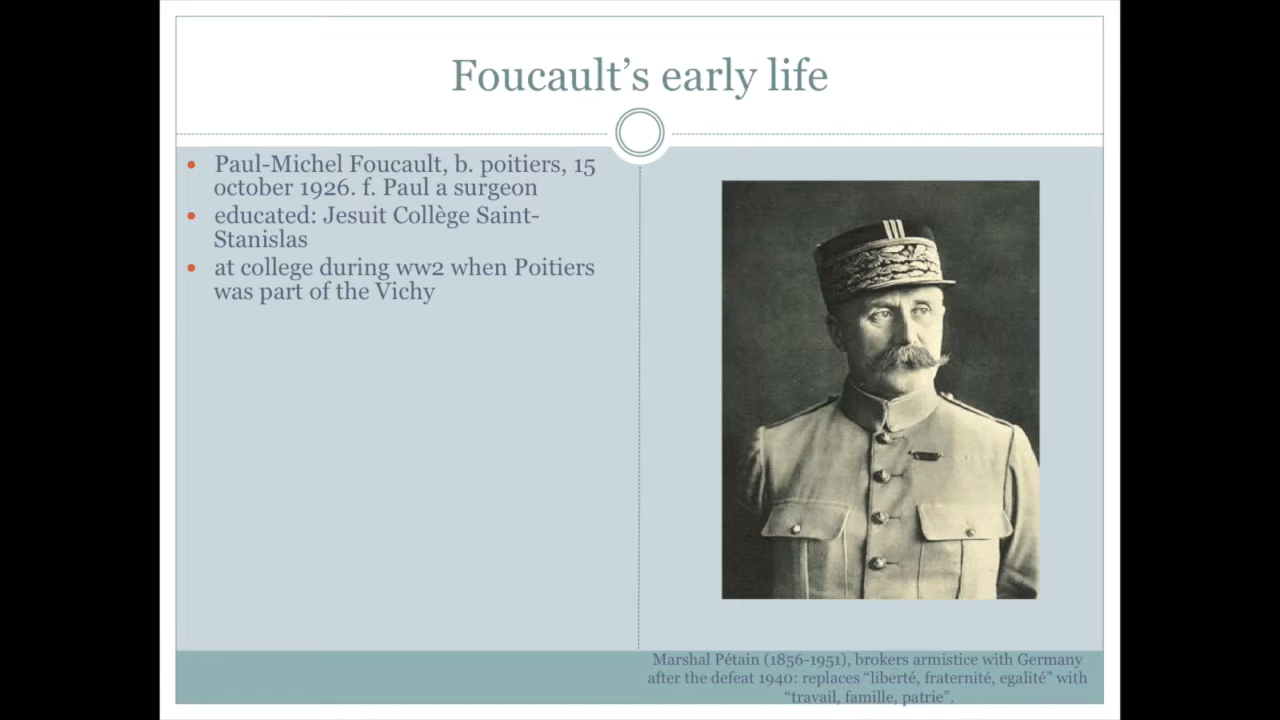 Foucault’s early life
Paul-Michel Foucault, b. poitiers, 15
october 1926. f. Paul a surgeon
educated: Jesuit Collège Saint-
Stanislas
at college during ww2 when Poitiers
was part of the Vichy
Marshal Pétain (1856-1951), brokers armistice with Germany
after the defeat 1940: replaces “liberté, fraternité, egalité” with
“travail, famille, patrie”.